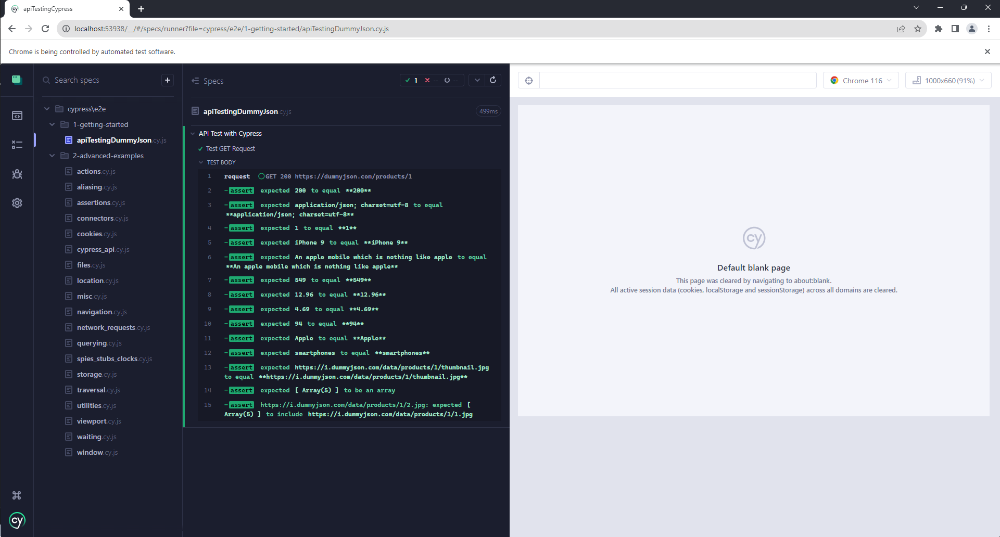 apiTestingCypress
localhost:53938/__/#/specs/runner?file=cypress/e2e/1-getting-started/apiTestingDummyJson.cy.js
Chrome is being controlled by automated test software.
Search specs
cypress\e2e
1-getting-started
apiTestingDummyJson.cy.js
2-advanced-examples
actions.cy.js
aliasing.cy.js
assertions.cy.js
connectors.cy.js
cookies.cy.js
cypress_api.cy.js
files.cy.js
location.cy.js
misc.cy.js
navigation.cy.js
network_requests.cy.js
querying.cy.js
spies_stubs_clocks.cy.js
storage.cy.js
traversal.cy.js
utilities.cy.js
viewport.cy.js
waiting.cy.js
window.cy.js
cy
Specs
1 -- --
apiTestingDummyJson.cy.js 499ms
API Test with Cypress
Test GET Request
TEST BODY
1 request GET 200 https://dummyjson.com/products/1
2 -assert expected 200 to equal **200**
3 -assert expected application/json; charset=utf-8 to equal
**application/json; charset=utf-8**
4 -assert expected 1 to equal **1**
5 -assert expected iPhone 9 to equal **iPhone 9**
6 -assert expected An apple mobile which is nothing like apple to equal
**An apple mobile which is nothing like apple**
7 -assert expected 549 to equal **549**
8 -assert expected 12.96 to equal **12.96**
9 -assert expected 4.69 to equal **4.69**
10 -assert expected 94 to equal **94**
11 -assert expected Apple to equal **Apple**
12 -assert expected smartphones to equal **smartphones**
13 -assert expected https://i.dummyjson.com/data/products/1/thumbnail.jpg
to equal **https://i.dummyjson.com/data/products/1/thumbnail.jpg**
14 -assert expected [ Array(5) ] to be an array
15 -assert https://i.dummyjson.com/data/products/1/2.jpg: expected [
Array(5) ] to include https://i.dummyjson.com/data/products/1/1.jpg
Chrome 116
1000x660 (91%)
cy
Default blank page
This page was cleared by navigating to about:blank.
All active session data (cookies, localStorage and sessionStorage) across all domains are cleared.